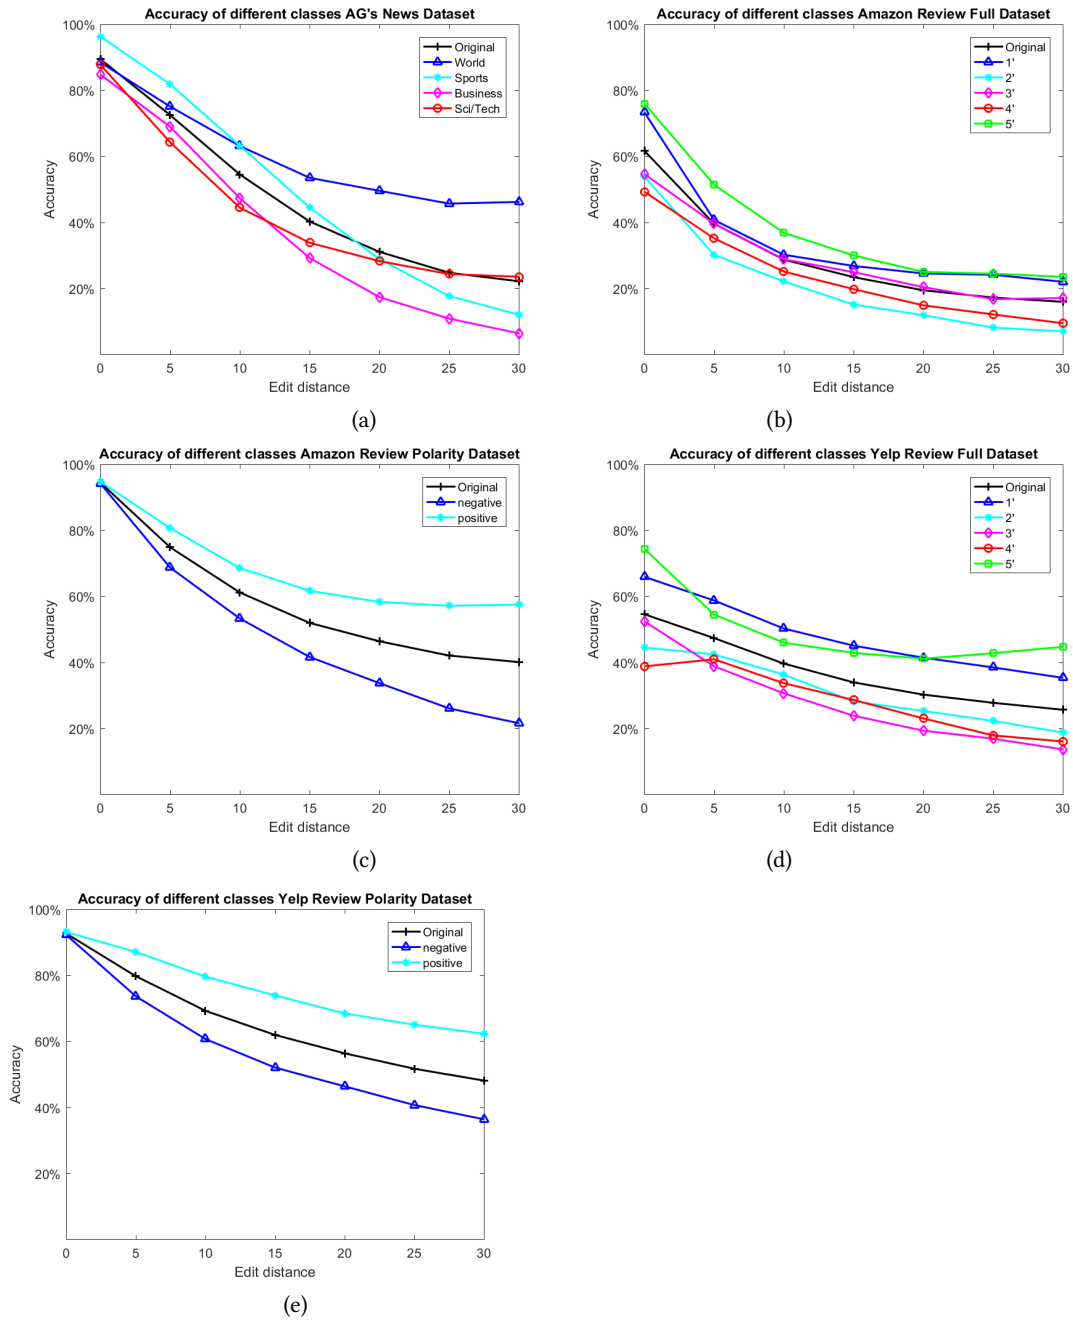 Accuracy of different classes AG's News Dataset
100%
80%
60%
40%
20%
Accuracy
Original
World
Sports
Business
Sci/Tech
0 5 10 15 20 25 30
Edit distance
(a)
Accuracy of different classes Amazon Review Full Dataset
100%
80%
60%
40%
20%
Accuracy
Original
1'
2'
3'
4'
5'
0 5 10 15 20 25 30
Edit distance
(b)
Accuracy of different classes Amazon Review Polarity Dataset
100%
80%
60%
40%
20%
Accuracy
Original
negative
positive
0 5 10 15 20 25 30
Edit distance
(c)
Accuracy of different classes Yelp Review Full Dataset
100%
80%
60%
40%
20%
Accuracy
Original
1'
2'
3'
4'
5'
0 5 10 15 20 25 30
Edit distance
(d)
Accuracy of different classes Yelp Review Polarity Dataset
100%
80%
60%
40%
20%
Accuracy
Original
negative
positive
0 5 10 15 20 25 30
Edit distance
(e)